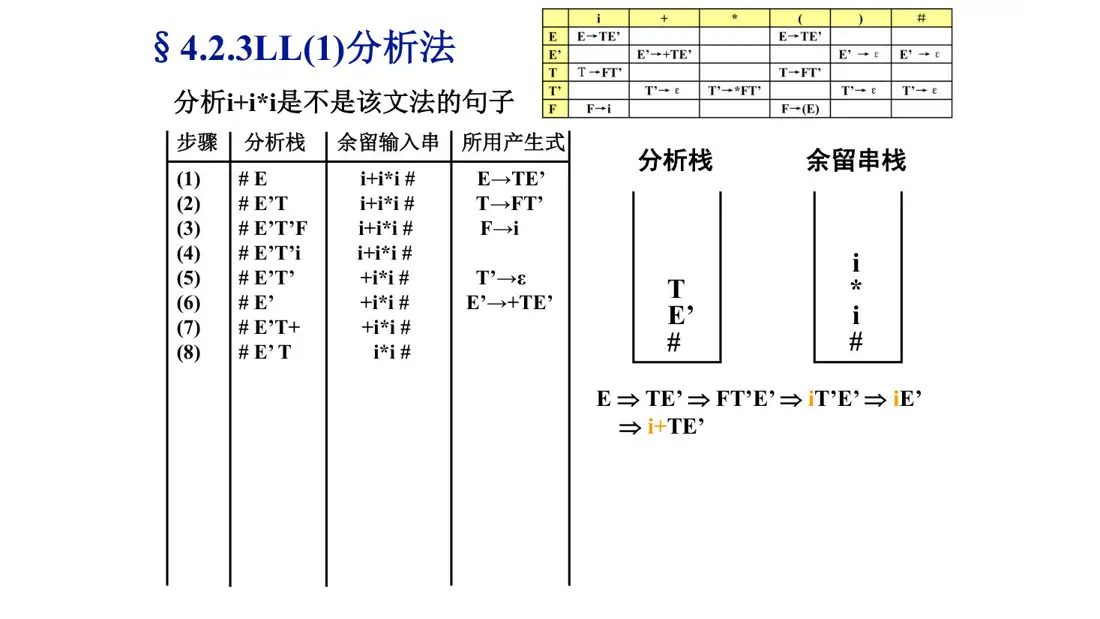 §4.2.3LL(1)分析法
i + * ( ) #
E E→TE’ E→TE’
E’ E’→+TE’ E’→ε E’→ε
T T→FT’ T→FT’
T’ T’→ε T’→*FT’ T’→ε T’→ε
F F→i F→(E)
分析i+i*i是不是该文法的句子
步骤 分析栈 余留输入串 所用产生式
(1) # E i+i*i # E→TE’
(2) # E’T i+i*i # T→FT’
(3) # E’T’F i+i*i # F→i
(4) # E’T’i i+i*i #
(5) # E’T’ +i*i # T’→ε
(6) # E’ +i*i # E’→+TE’
(7) # E’T+ +i*i #
(8) # E’ T i*i #
分析栈 余留串栈
i
T *
E’ i
# #
E ⇒ TE’ ⇒ FT’E’ ⇒ iT’E’ ⇒ iE’
⇒ i+TE’